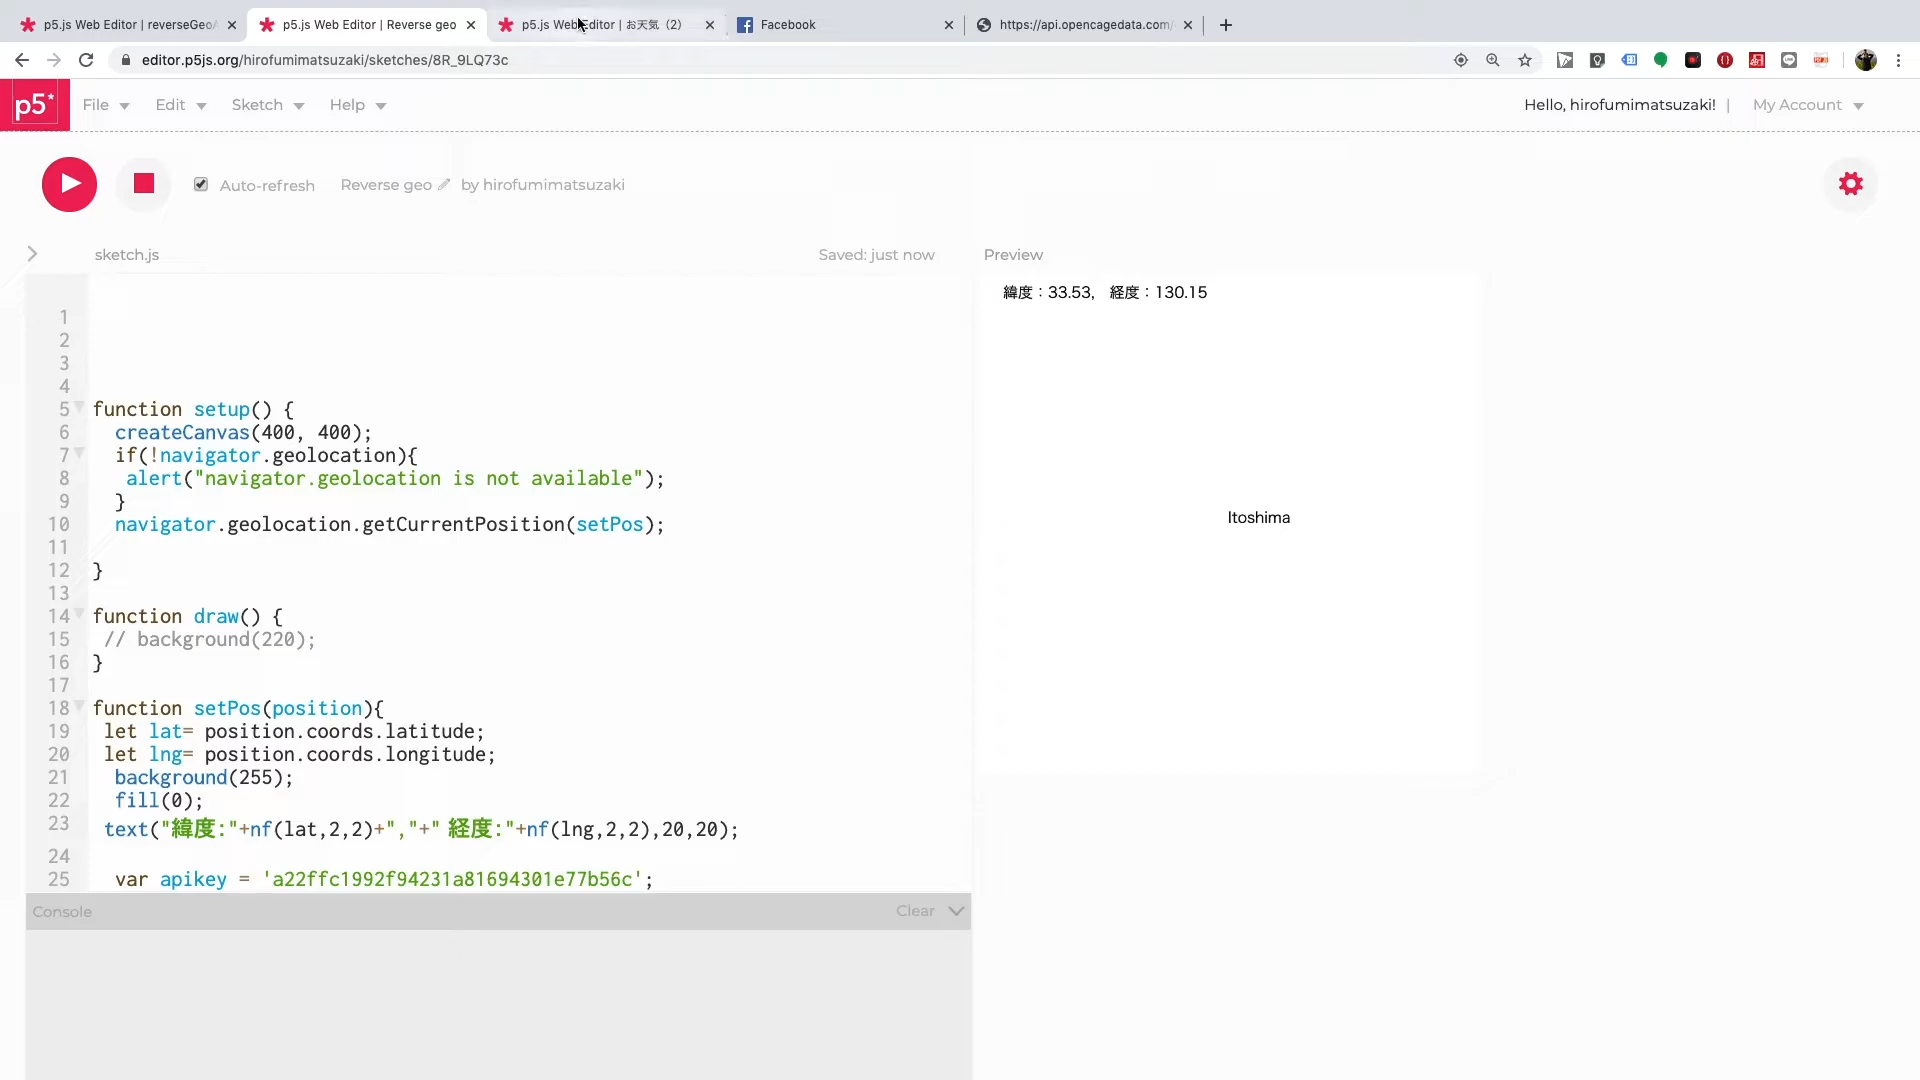 p5.js Web Editor | reverseGeoA
p5.js Web Editor | Reverse geo
p5.js Web Editor | お天気（2）
Facebook
https://api.opencagedata.com/
editor.p5js.org/hirofumimatsuzaki/sketches/8R_9LQ73c
p5*
File
Edit
Sketch
Help
Hello, hirofumimatsuzaki! |
My Account
Auto-refresh
Reverse geo
by hirofumimatsuzaki
sketch.js
Saved: just now
Preview
緯度：33.53, 経度：130.15
Itoshima
1
2
3
4
5 function setup() {
6 createCanvas(400, 400);
7 if(!navigator.geolocation){
8 alert("navigator.geolocation is not available");
9 }
10 navigator.geolocation.getCurrentPosition(setPos);
11
12 }
13
14 function draw() {
15 // background(220);
16 }
17
18 function setPos(position){
19 let lat= position.coords.latitude;
20 let lng= position.coords.longitude;
21 background(255);
22 fill(0);
23 text("緯度:"+nf(lat,2,2)+","+" 経度:"+nf(lng,2,2),20,20);
24
25 var apikey = 'a22ffc1992f94231a81694301e77b56c';
Console
Clear